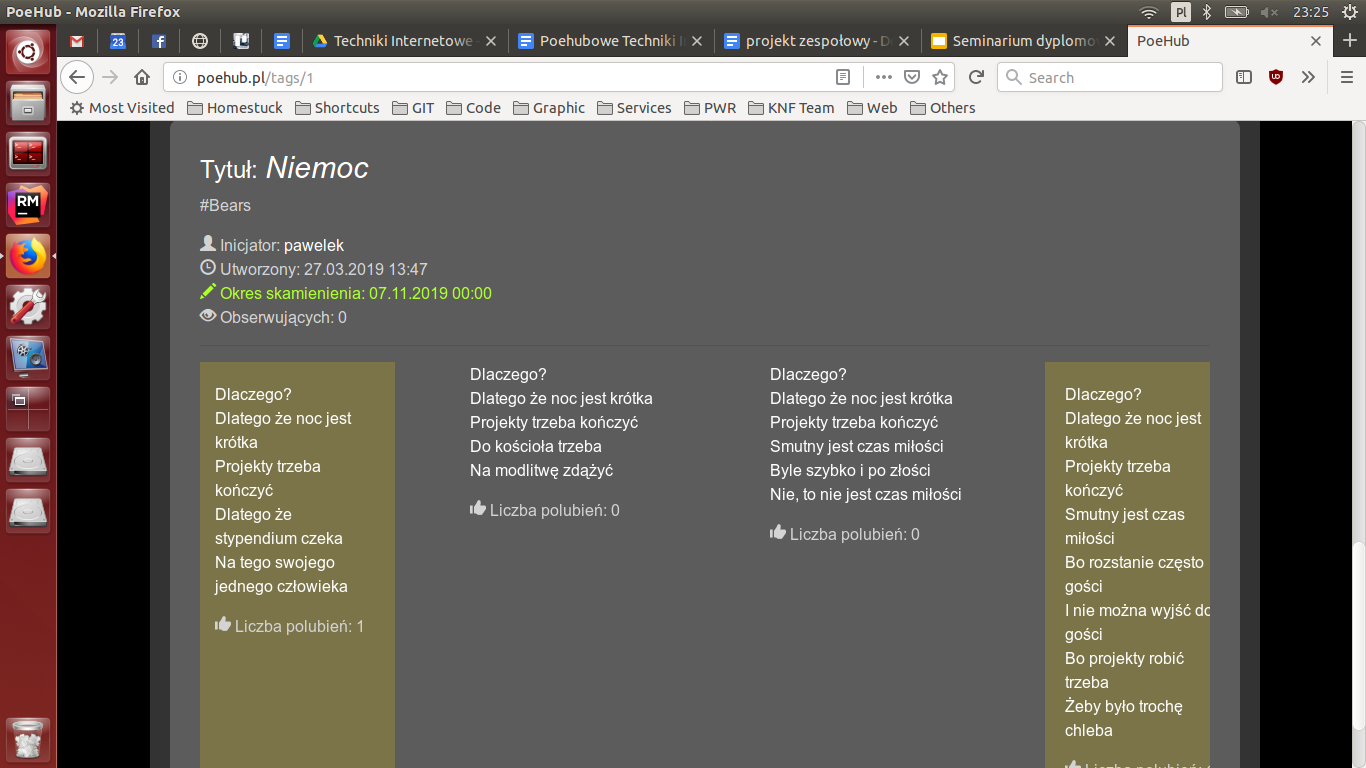 PoeHub - Mozilla Firefox
Pl
23:25
23
Techniki Internetowe -
Poehubowe Techniki I
projekt zespołowy - D
Seminarium dyplomo
PoeHub
poehub.pl/tags/1
Search
Most Visited
Homestuck
Shortcuts
GIT
Code
Graphic
Services
PWR
KNF Team
Web
Others
RM
Tytuł: Niemoc
#Bears
Inicjator: pawelek
Utworzony: 27.03.2019 13:47
Okres skamienienia: 07.11.2019 00:00
Obserwujących: 0
Dlaczego?
Dlatego że noc jest
krótka
Projekty trzeba
kończyć
Dlatego że
stypendium czeka
Na tego swojego
jednego człowieka
Liczba polubień: 1
Dlaczego?
Dlatego że noc jest krótka
Projekty trzeba kończyć
Do kościoła trzeba
Na modlitwę zdążyć
Liczba polubień: 0
Dlaczego?
Dlatego że noc jest krótka
Projekty trzeba kończyć
Smutny jest czas miłości
Byle szybko i po złości
Nie, to nie jest czas miłości
Liczba polubień: 0
Dlaczego?
Dlatego że noc jest
krótka
Projekty trzeba
kończyć
Smutny jest czas
miłości
Bo rozstanie często
gości
I nie można wyjść do
gości
Bo projekty robić
trzeba
Żeby było trochę
chleba
Liczba polubień: